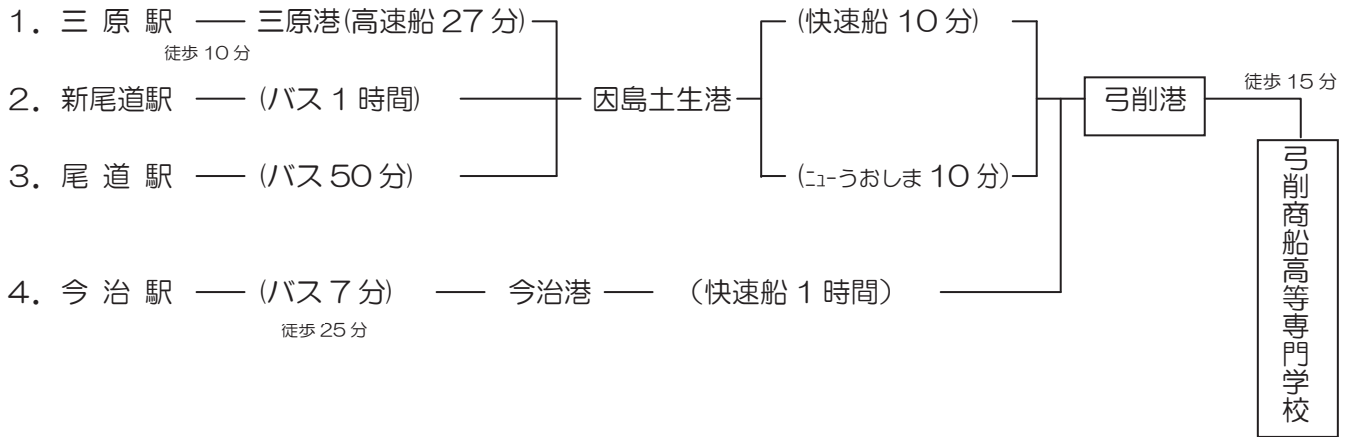 1．三 原 駅 三原港(高速船 27 分) (快速船 10 分)
徒歩 10 分
2．新尾道駅 (バス 1 時間) 因島土生港 弓削港 徒歩 15 分
3．尾 道 駅 (バス 50 分) (ﾆｭｰうおしま 10 分)
4．今 治 駅 (バス 7 分) 今治港 （快速船 1 時間）
徒歩 25 分
弓削商船高等専門学校